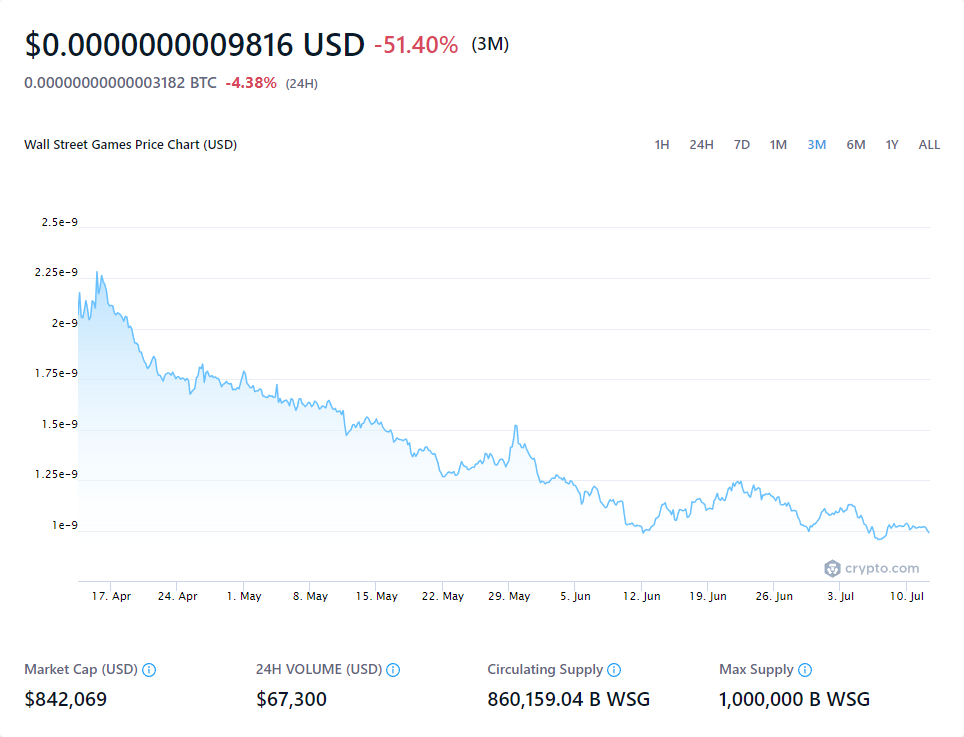 $0.0000000009816 USD -51.40% (3M)
0.00000000000003182 BTC -4.38% (24H)
Wall Street Games Price Chart (USD) 1H 24H 7D 1M 3M 6M 1Y ALL
2.5e-9
2.25e-9
2e-9
1.75e-9
1.5e-9
1.25e-9
1e-9
crypto.com
17. Apr 24. Apr 1. May 8. May 15. May 22. May 29. May 5. Jun 12. Jun 19. Jun 26. Jun 3. Jul 10. Jul
Market Cap (USD) 24H VOLUME (USD) Circulating Supply Max Supply
$842,069 $67,300 860,159.04 B WSG 1,000,000 B WSG